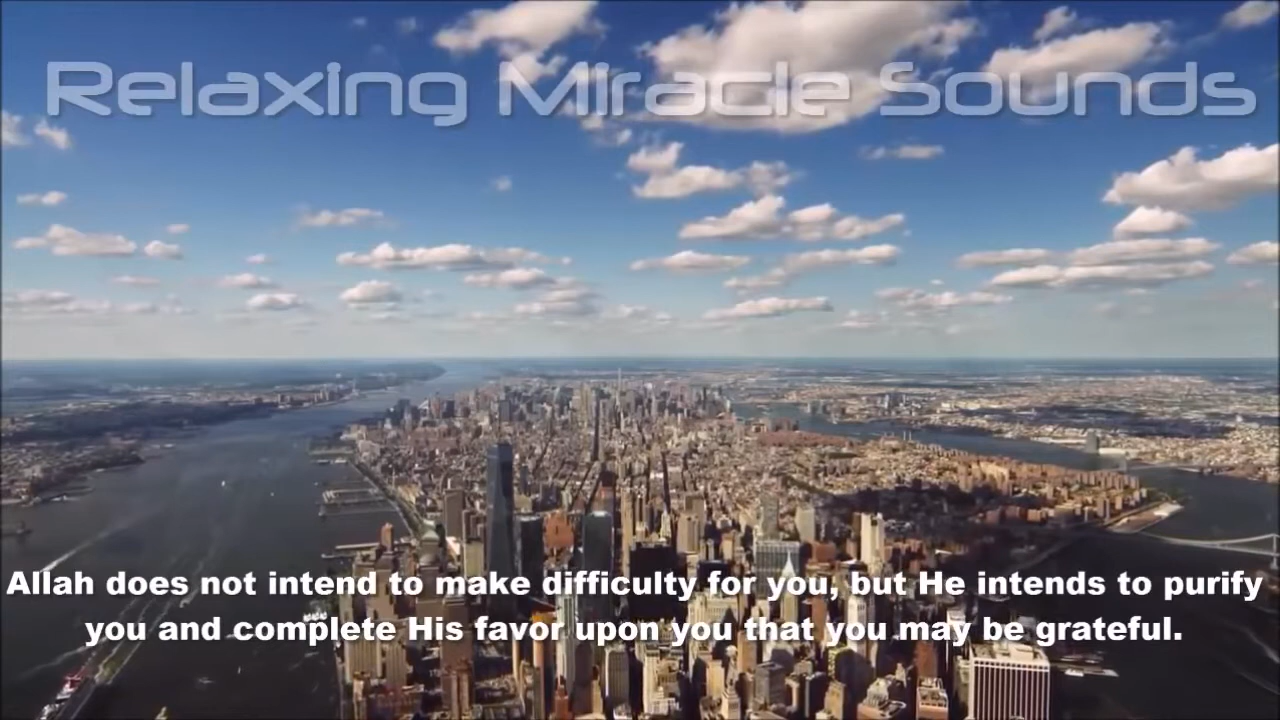 Relaxing Miracle Sounds
Allah does not intend to make difficulty for you, but He intends to purify
you and complete His favor upon you that you may be grateful.